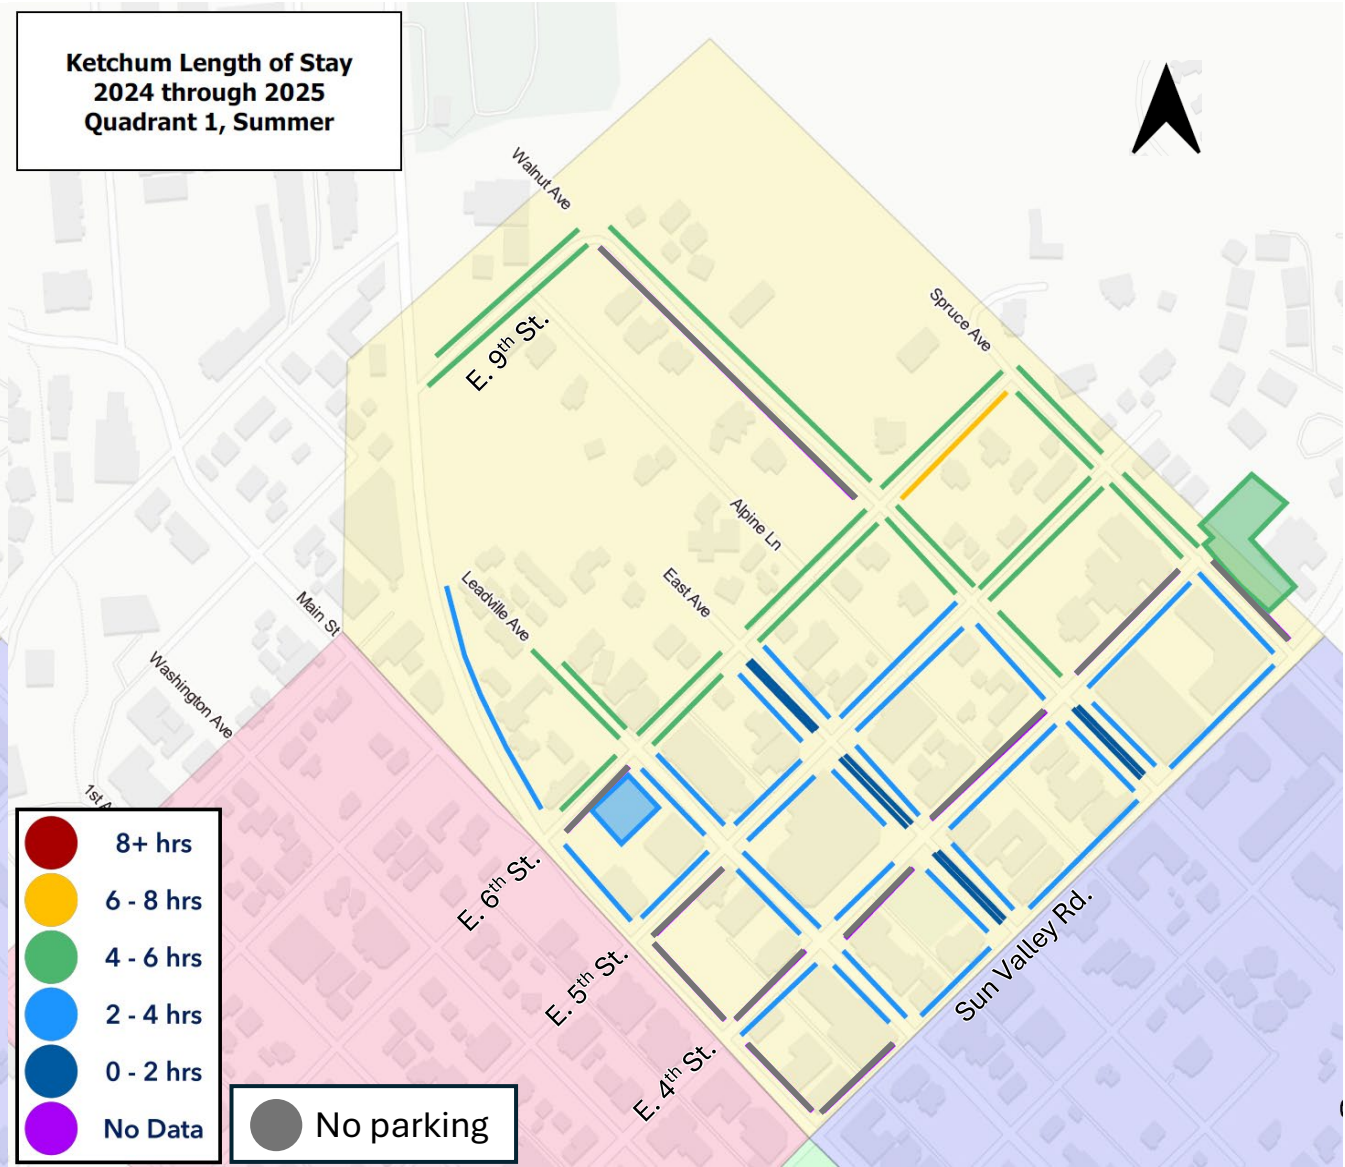 Ketchum Length of Stay
2024 through 2025
Quadrant 1, Summer
Walnut Ave
E. 9th St.
Spruce Ave
Alpine Ln
East Ave
Leadville Ave
Main St
Washington Ave
1st A
E. 6th St.
E. 5th St.
E. 4th St.
Sun Valley Rd.
8+ hrs
6 - 8 hrs
4 - 6 hrs
2 - 4 hrs
0 - 2 hrs
No Data
No parking